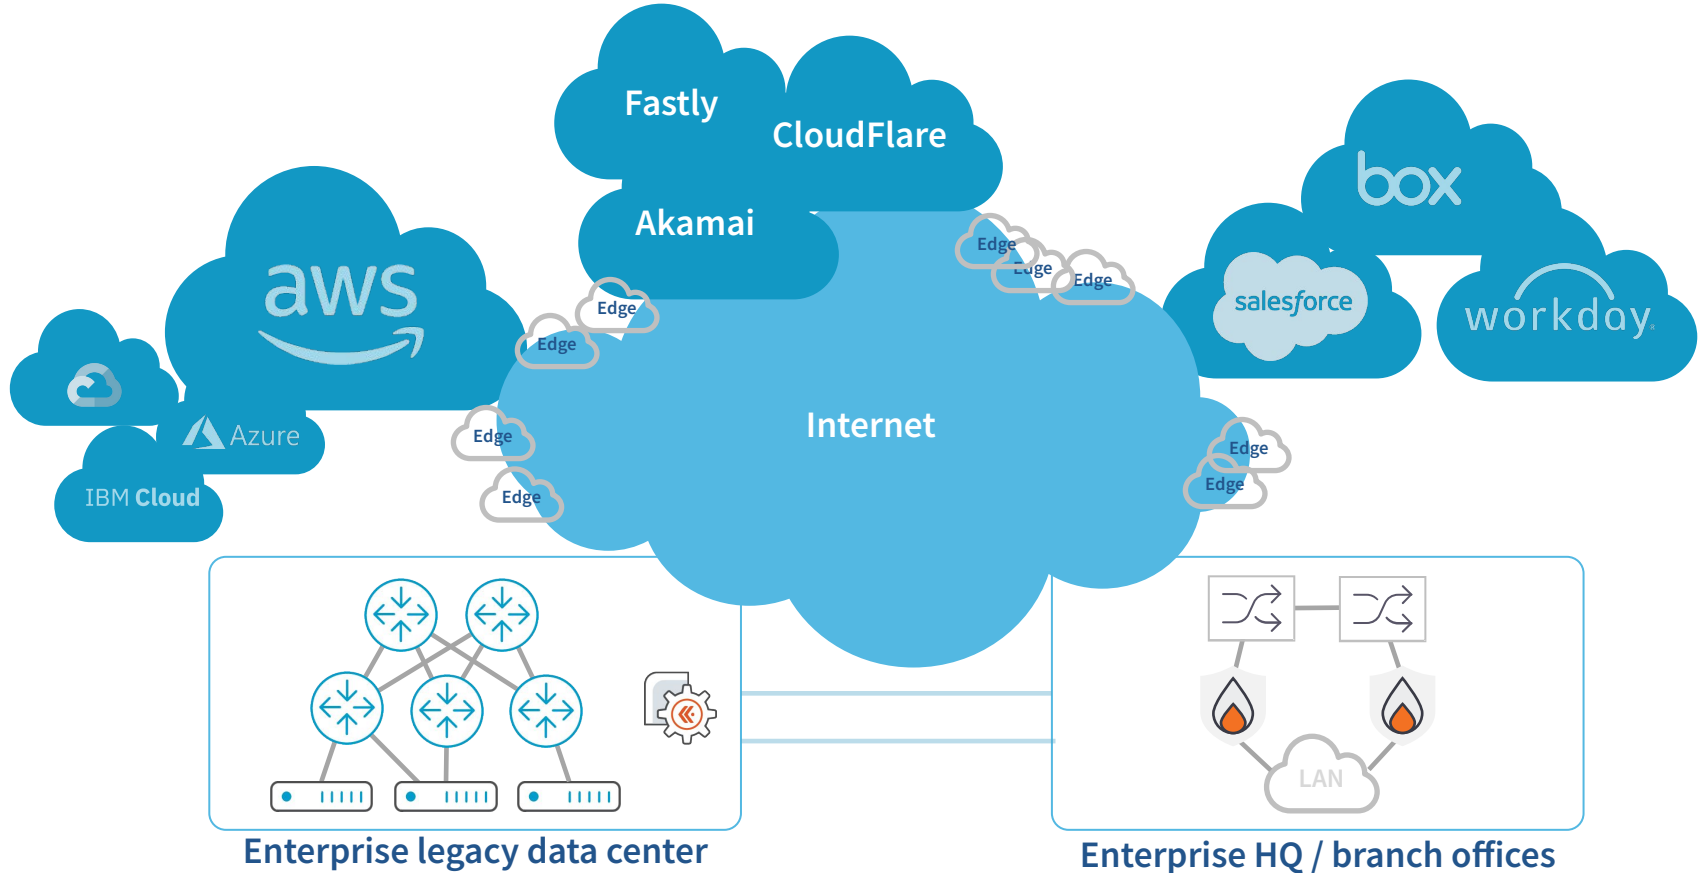 Fastly
CloudFlare
Akamai
box
aws
salesforce
workday
Azure
IBM Cloud
Edge
Edge
Edge
Edge
Edge
Edge
Edge
Edge
Edge
Internet
LAN
Enterprise legacy data center
Enterprise HQ / branch offices